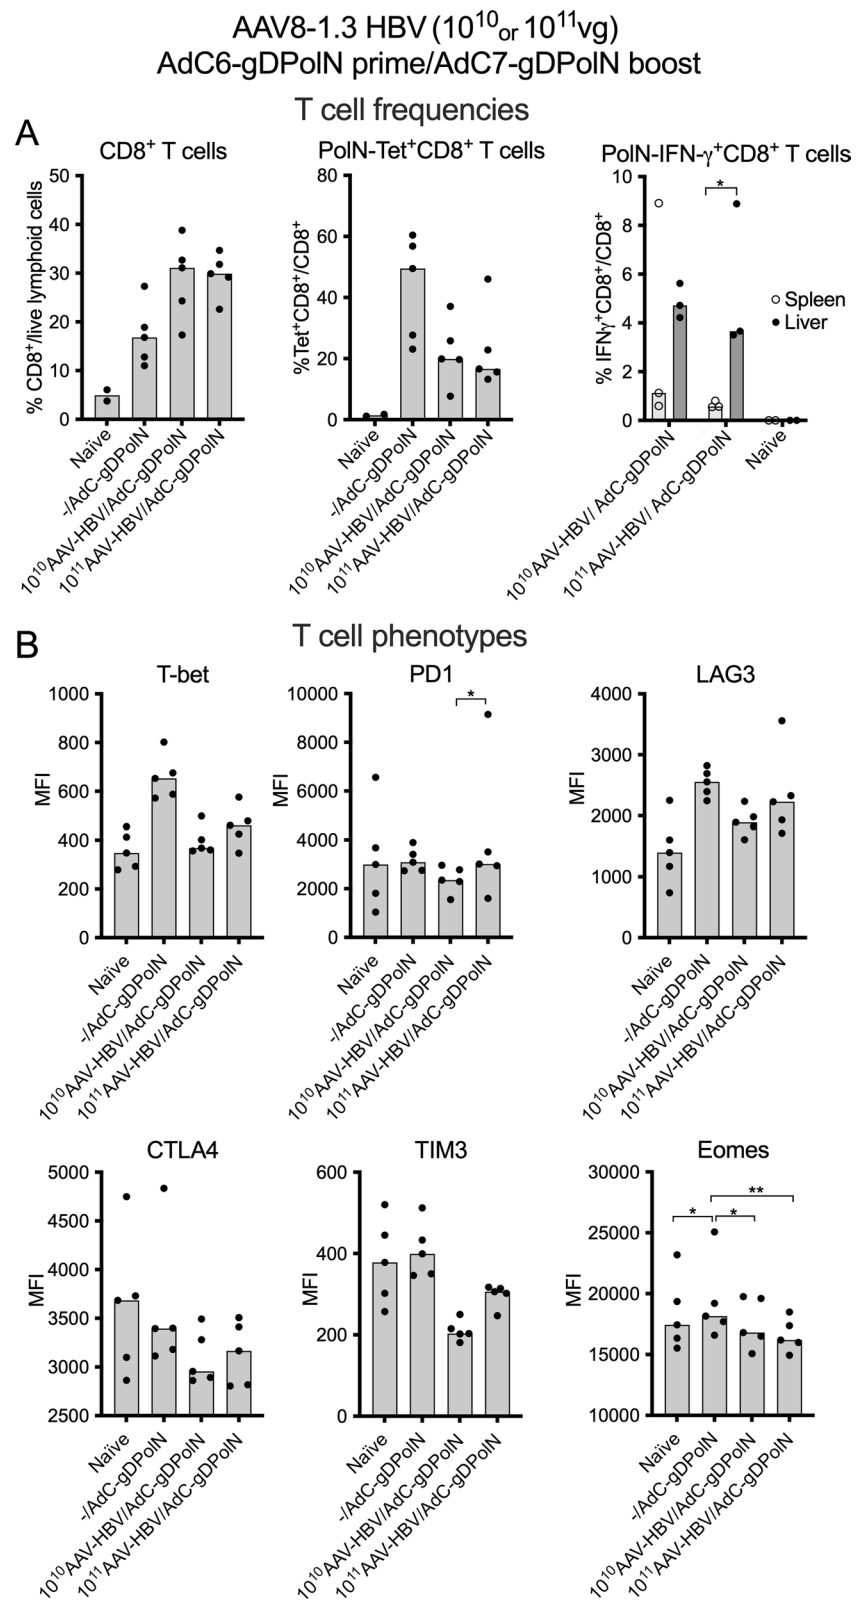 AAV8-1.3 HBV (10¹⁰ or 10¹¹vg)
AdC6-gDPolN prime/AdC7-gDPolN boost
T cell frequencies
A
CD8⁺ T cells
PolN-Tet⁺CD8⁺ T cells
PolN-IFN-γ⁺CD8⁺ T cells
% CD8⁺/live lymphoid cells
50
40
30
20
10
0
Naïve
-/AdC-gDPolN
10¹⁰AAV-HBV/AdC-gDPolN
10¹¹AAV-HBV/AdC-gDPolN
%Tet⁺CD8⁺/CD8⁺
80
60
40
20
0
Naïve
-/AdC-gDPolN
10¹⁰AAV-HBV/AdC-gDPolN
10¹¹AAV-HBV/AdC-gDPolN
% IFNγ⁺CD8⁺/CD8⁺
10
8
6
4
2
0
*
Spleen
Liver
10¹⁰AAV-HBV/ AdC-gDPolN
10¹¹AAV-HBV/ AdC-gDPolN
Naïve
T cell phenotypes
B
T-bet
PD1
LAG3
MFI
1000
800
600
400
200
0
Naïve
-/AdC-gDPolN
10¹⁰AAV-HBV/AdC-gDPolN
10¹¹AAV-HBV/AdC-gDPolN
MFI
10000
8000
6000
4000
2000
0
*
Naïve
-/AdC-gDPolN
10¹⁰AAV-HBV/AdC-gDPolN
10¹¹AAV-HBV/AdC-gDPolN
MFI
4000
3000
2000
1000
0
Naïve
-/AdC-gDPolN
10¹⁰AAV-HBV/AdC-gDPolN
10¹¹AAV-HBV/AdC-gDPolN
CTLA4
TIM3
Eomes
MFI
5000
4500
4000
3500
3000
2500
Naïve
-/AdC-gDPolN
10¹⁰AAV-HBV/AdC-gDPolN
10¹¹AAV-HBV/AdC-gDPolN
MFI
600
400
200
0
Naïve
-/AdC-gDPolN
10¹⁰AAV-HBV/AdC-gDPolN
10¹¹AAV-HBV/AdC-gDPolN
MFI
30000
25000
20000
15000
10000
**
* *
Naïve
-/AdC-gDPolN
10¹⁰AAV-HBV/AdC-gDPolN
10¹¹AAV-HBV/AdC-gDPolN